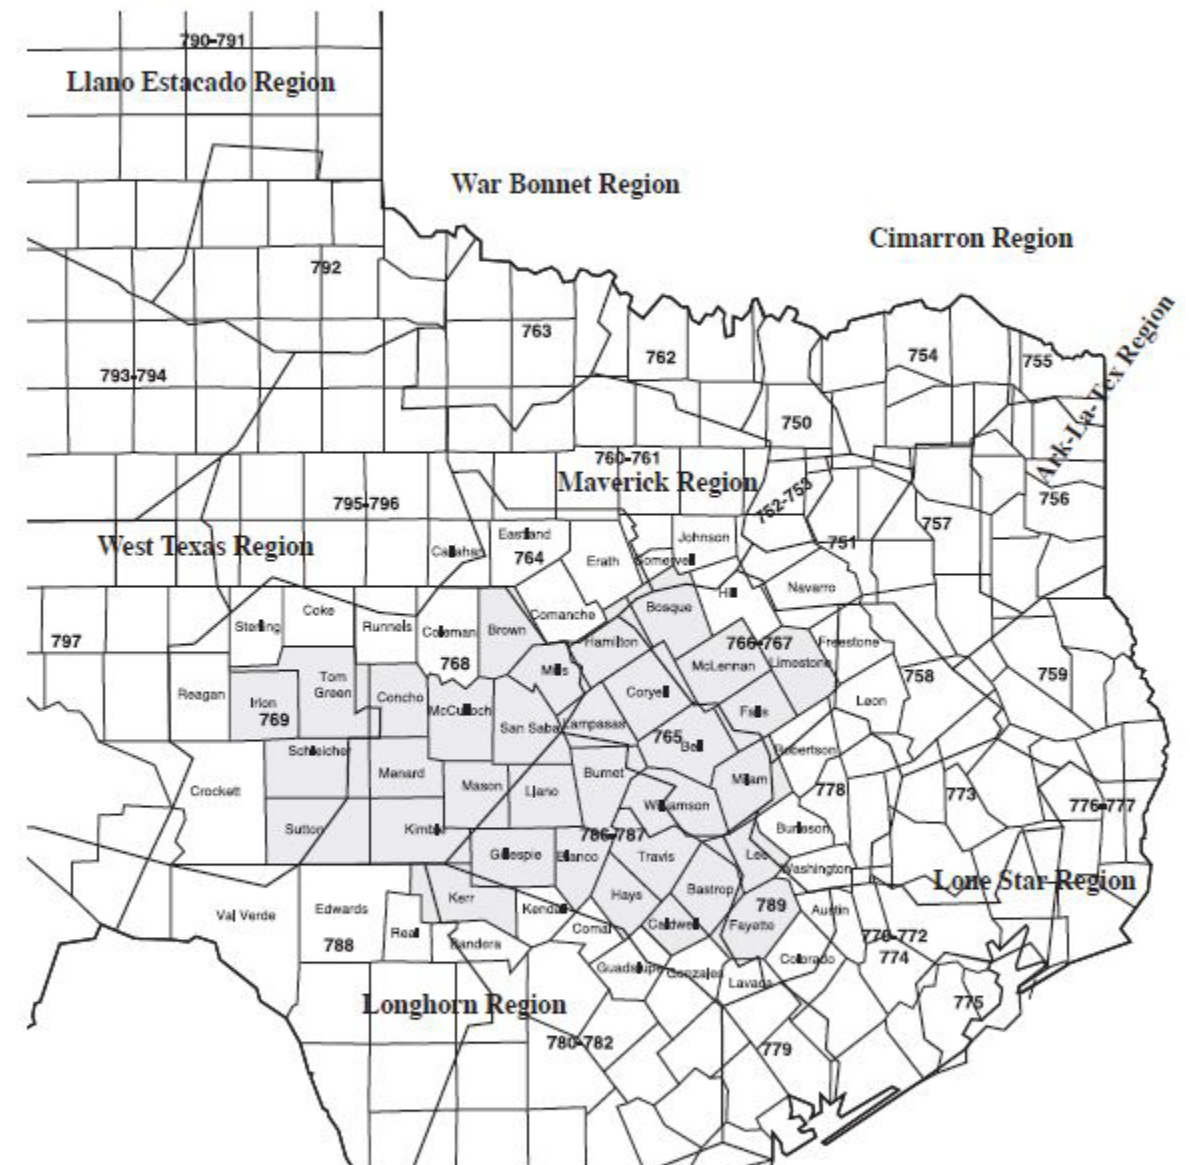 790-791
Llano Estacado Region
War Bonnet Region
Cimarron Region
792
Ark-La-Tex Region
763
762
754
755
793-794
750
760-761
Maverick Region
752-753
795-796
756
757
751
West Texas Region
Callahan
Eastland
764
Erath
Johnson
Somervell
Hill
Navarro
Comanche
Bosque
797
Sterling
Coke
Runnels
Coleman
768
Brown
Hamilton
766-767
Freestone
McLennan
Limestone
758
759
Mills
Reagan
Irion
769
Tom
Green
Concho
McCulloch
San Saba
Lampasas
Coryell
Falls
Leon
765
Bell
Robertson
Schleicher
Menard
Mason
Llano
Burnet
Milam
778
773
776-777
Crockett
Williamson
Sutton
Kimble
786-787
Burleson
Gillespie
Blanco
Travis
Lee
Washington
Lone Star Region
Kerr
Kendall
Hays
Bastrop
789
Austin
Val Verde
Edwards
Real
788
Bandera
Comal
Caldwell
Fayette
770-772
774
Colorado
Guadalupe
Gonzales
Lavaca
Longhorn Region
775
780-782
779